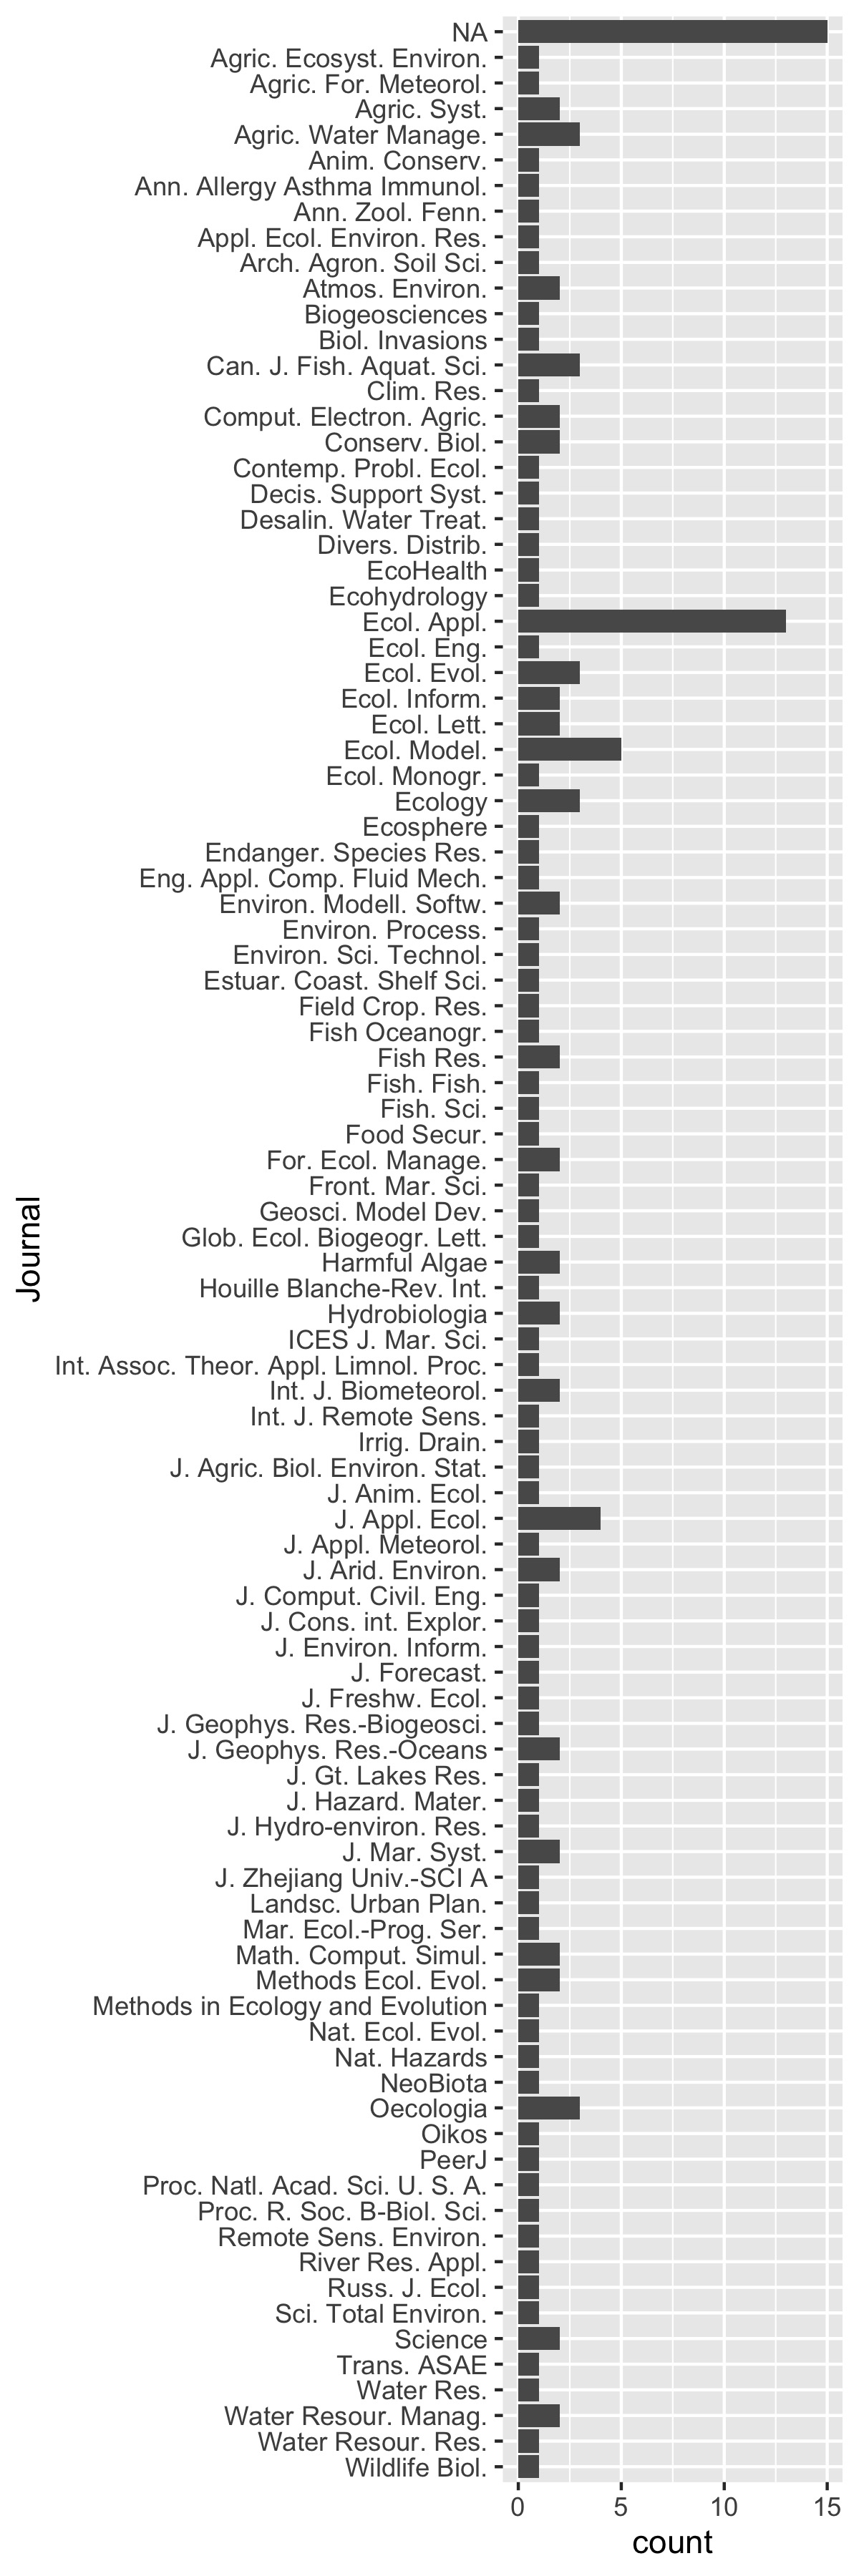 NA
Agric. Ecosyst. Environ.
Agric. For. Meteorol.
Agric. Syst.
Agric. Water Manage.
Anim. Conserv.
Ann. Allergy Asthma Immunol.
Ann. Zool. Fenn.
Appl. Ecol. Environ. Res.
Arch. Agron. Soil Sci.
Atmos. Environ.
Biogeosciences
Biol. Invasions
Can. J. Fish. Aquat. Sci.
Clim. Res.
Comput. Electron. Agric.
Conserv. Biol.
Contemp. Probl. Ecol.
Decis. Support Syst.
Desalin. Water Treat.
Divers. Distrib.
EcoHealth
Ecohydrology
Ecol. Appl.
Ecol. Eng.
Ecol. Evol.
Ecol. Inform.
Ecol. Lett.
Ecol. Model.
Ecol. Monogr.
Ecology
Ecosphere
Endanger. Species Res.
Eng. Appl. Comp. Fluid Mech.
Environ. Modell. Softw.
Environ. Process.
Environ. Sci. Technol.
Estuar. Coast. Shelf Sci.
Field Crop. Res.
Fish Oceanogr.
Fish Res.
Fish. Fish.
Fish. Sci.
Food Secur.
For. Ecol. Manage.
Front. Mar. Sci.
Geosci. Model Dev.
Glob. Ecol. Biogeogr. Lett.
Harmful Algae
Houille Blanche-Rev. Int.
Hydrobiologia
ICES J. Mar. Sci.
Int. Assoc. Theor. Appl. Limnol. Proc.
Int. J. Biometeorol.
Int. J. Remote Sens.
Irrig. Drain.
J. Agric. Biol. Environ. Stat.
J. Anim. Ecol.
J. Appl. Ecol.
J. Appl. Meteorol.
J. Arid. Environ.
J. Comput. Civil. Eng.
J. Cons. int. Explor.
J. Environ. Inform.
J. Forecast.
J. Freshw. Ecol.
J. Geophys. Res.-Biogeosci.
J. Geophys. Res.-Oceans
J. Gt. Lakes Res.
J. Hazard. Mater.
J. Hydro-environ. Res.
J. Mar. Syst.
J. Zhejiang Univ.-SCI A
Landsc. Urban Plan.
Mar. Ecol.-Prog. Ser.
Math. Comput. Simul.
Methods Ecol. Evol.
Methods in Ecology and Evolution
Nat. Ecol. Evol.
Nat. Hazards
NeoBiota
Oecologia
Oikos
PeerJ
Proc. Natl. Acad. Sci. U. S. A.
Proc. R. Soc. B-Biol. Sci.
Remote Sens. Environ.
River Res. Appl.
Russ. J. Ecol.
Sci. Total Environ.
Science
Trans. ASAE
Water Res.
Water Resour. Manag.
Water Resour. Res.
Wildlife Biol.
Journal
0 5 10 15
count